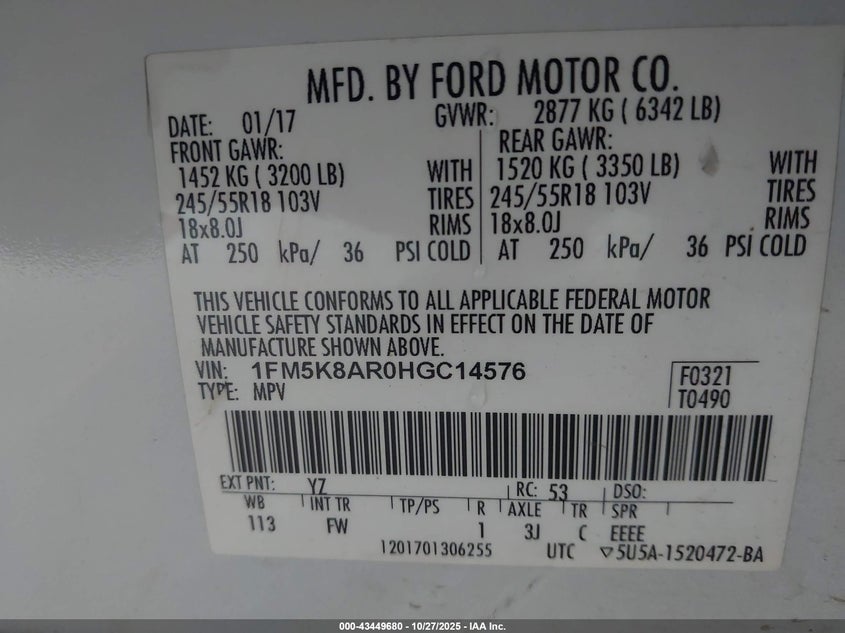 MFD. BY FORD MOTOR CO.
DATE: 01/17 GVWR: 2877 KG ( 6342 LB)
FRONT GAWR: REAR GAWR:
1452 KG ( 3200 LB) WITH 1520 KG ( 3350 LB) WITH
245/55R18 103V TIRES 245/55R18 103V TIRES
18x8.0J RIMS 18x8.0J RIMS
AT 250 kPa/ 36 PSI COLD AT 250 kPa/ 36 PSI COLD
THIS VEHICLE CONFORMS TO ALL APPLICABLE FEDERAL MOTOR
VEHICLE SAFETY STANDARDS IN EFFECT ON THE DATE OF
MANUFACTURE SHOWN ABOVE.
VIN: 1FM5K8AR0HGC14576 F0321
TYPE: MPV T0490
EXT PNT: YZ RC: 53 DSO:
WB INT TR TP/PS R AXLE TR SPR
113 FW 1 3J C EEEE
1201701306255 UTC ▽5U5A-1520472-BA
000-43449680 - 10/27/2025 - IAA Inc.